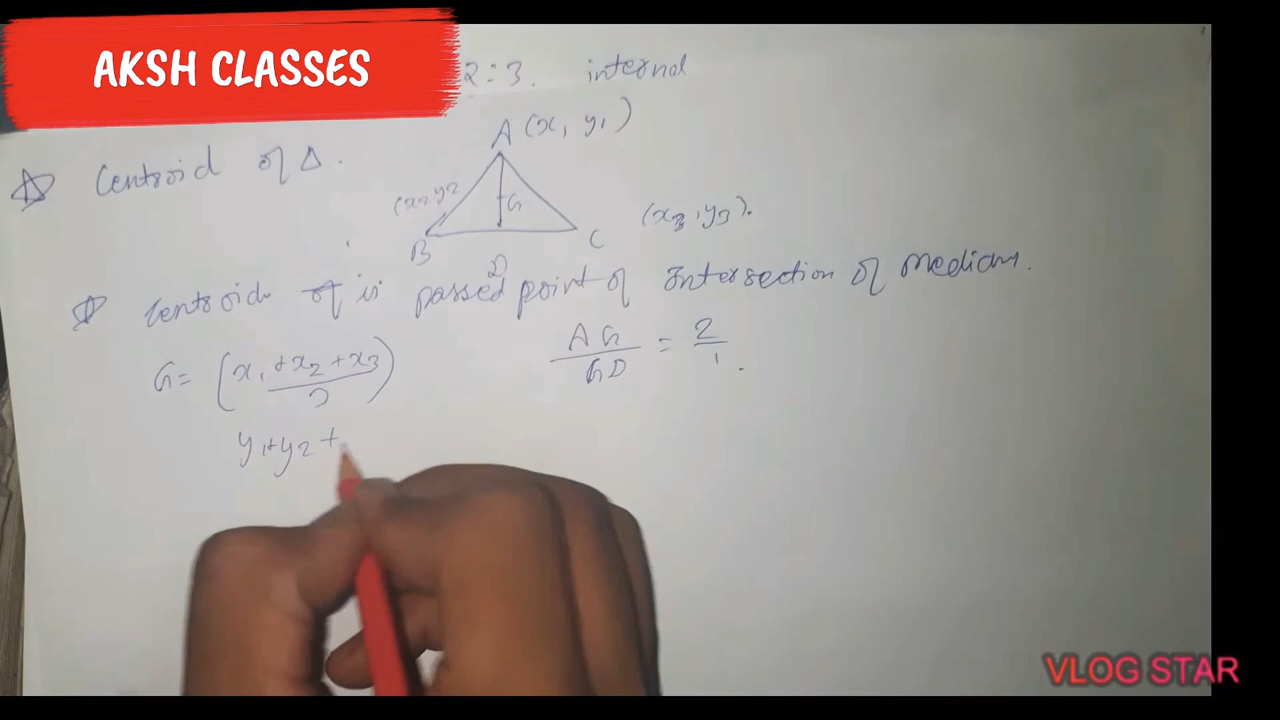 AKSH CLASSES
2:3. internal
A (x1 y1)
Centroid of Δ.
(x2 y2
G
(x3, y3).
B
C
D
Centroid is passed point of Intersection of medians.
AG/GD = 2/1.
G = (x1+x2+x3/3)
y1+y2+
VLOG STAR